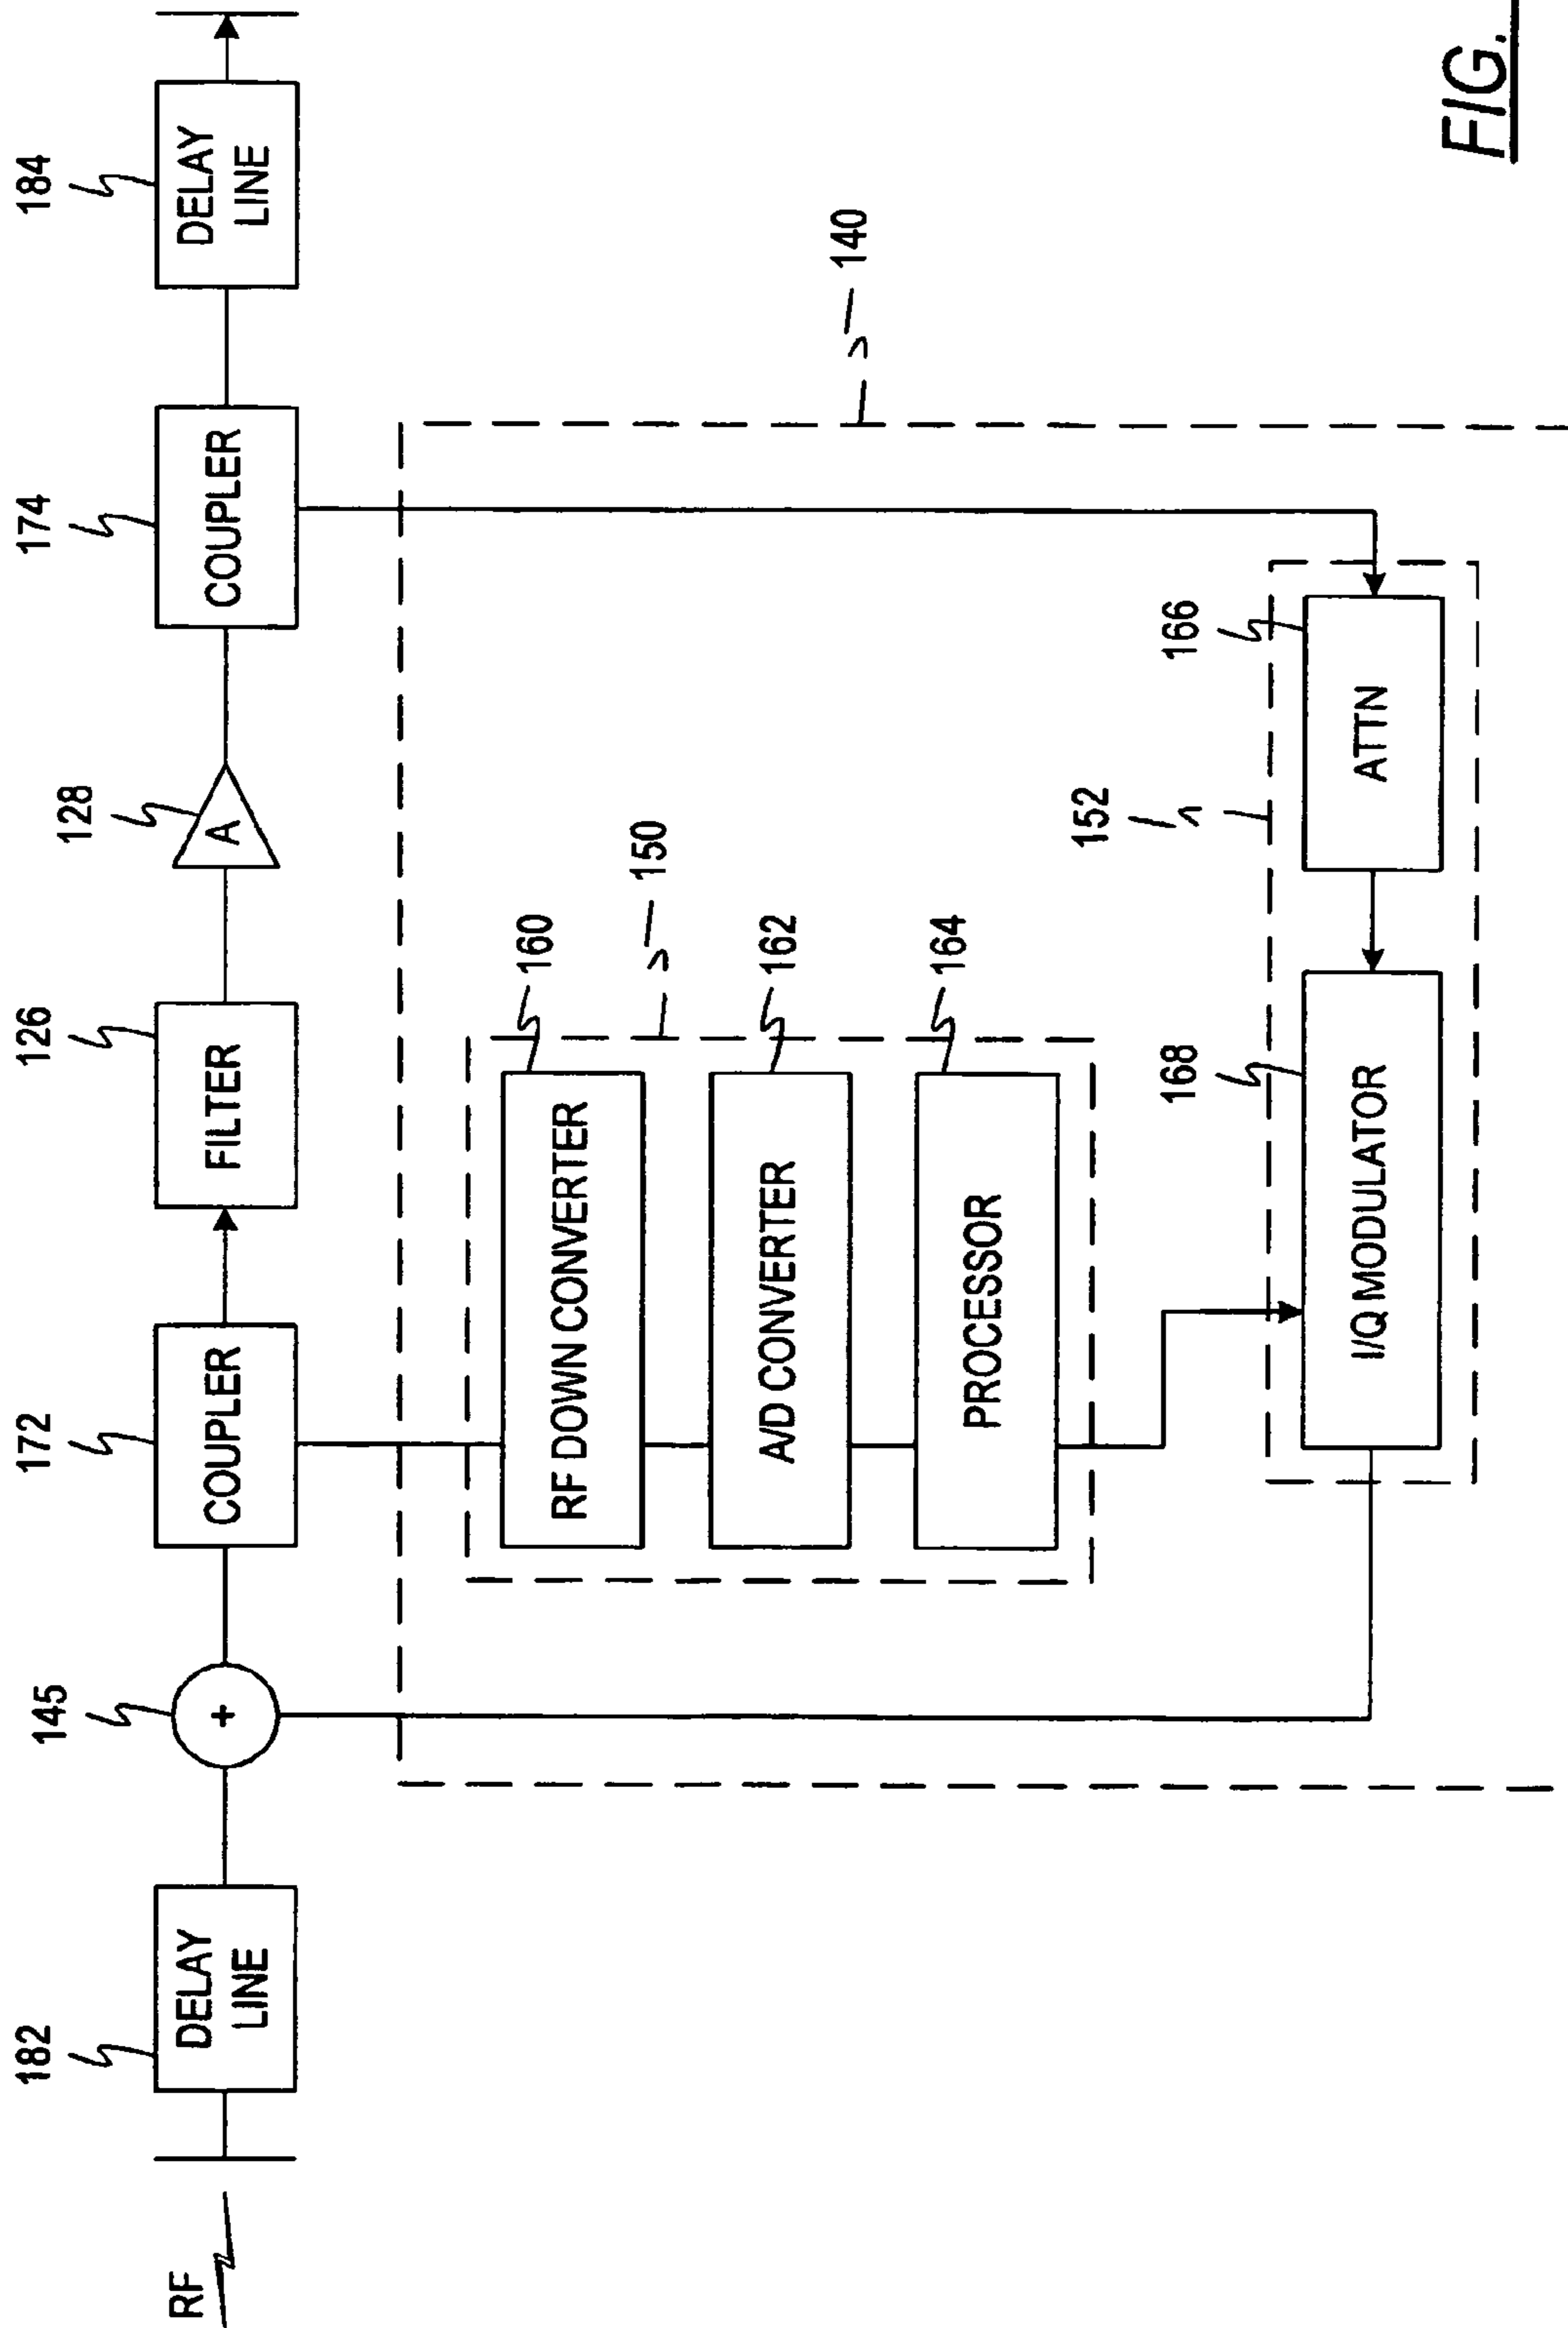 182
145
172
126
128
174
184
RF
DELAY
LINE
+
COUPLER
FILTER
A
COUPLER
DELAY
LINE
140
150
160
RF DOWN CONVERTER
162
A/D CONVERTER
164
PROCESSOR
152
168
166
I/Q MODULATOR
ATTN
FIG.